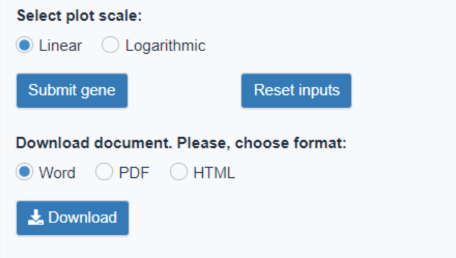 Select plot scale:
Linear Logarithmic
Submit gene Reset inputs
Download document. Please, choose format:
Word PDF HTML
Download